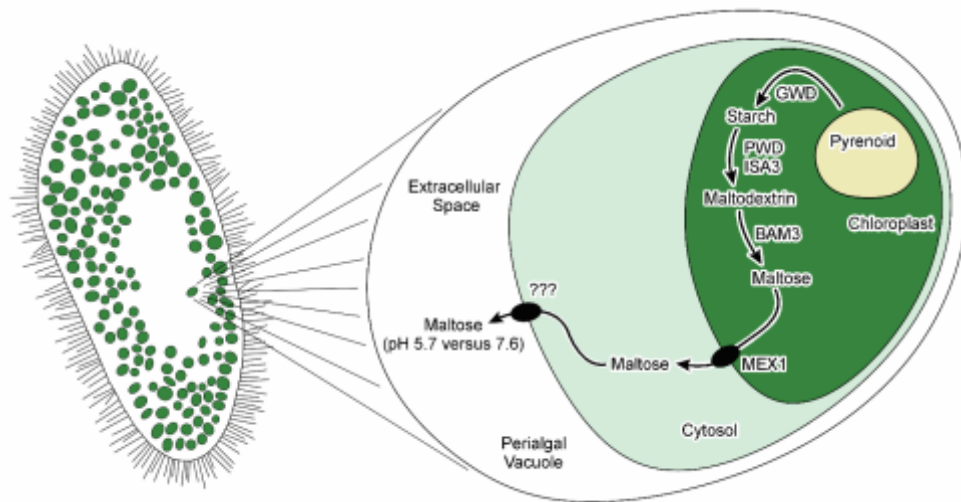 GWD
Starch
Pyrenoid
PWD
ISA3
Extracellular
Space
Maltodextrin
Chloroplast
BAM3
Maltose
???
Maltose
(pH 5.7 versus 7.6)
Maltose
MEX1
Cytosol
Perialgal
Vacuole